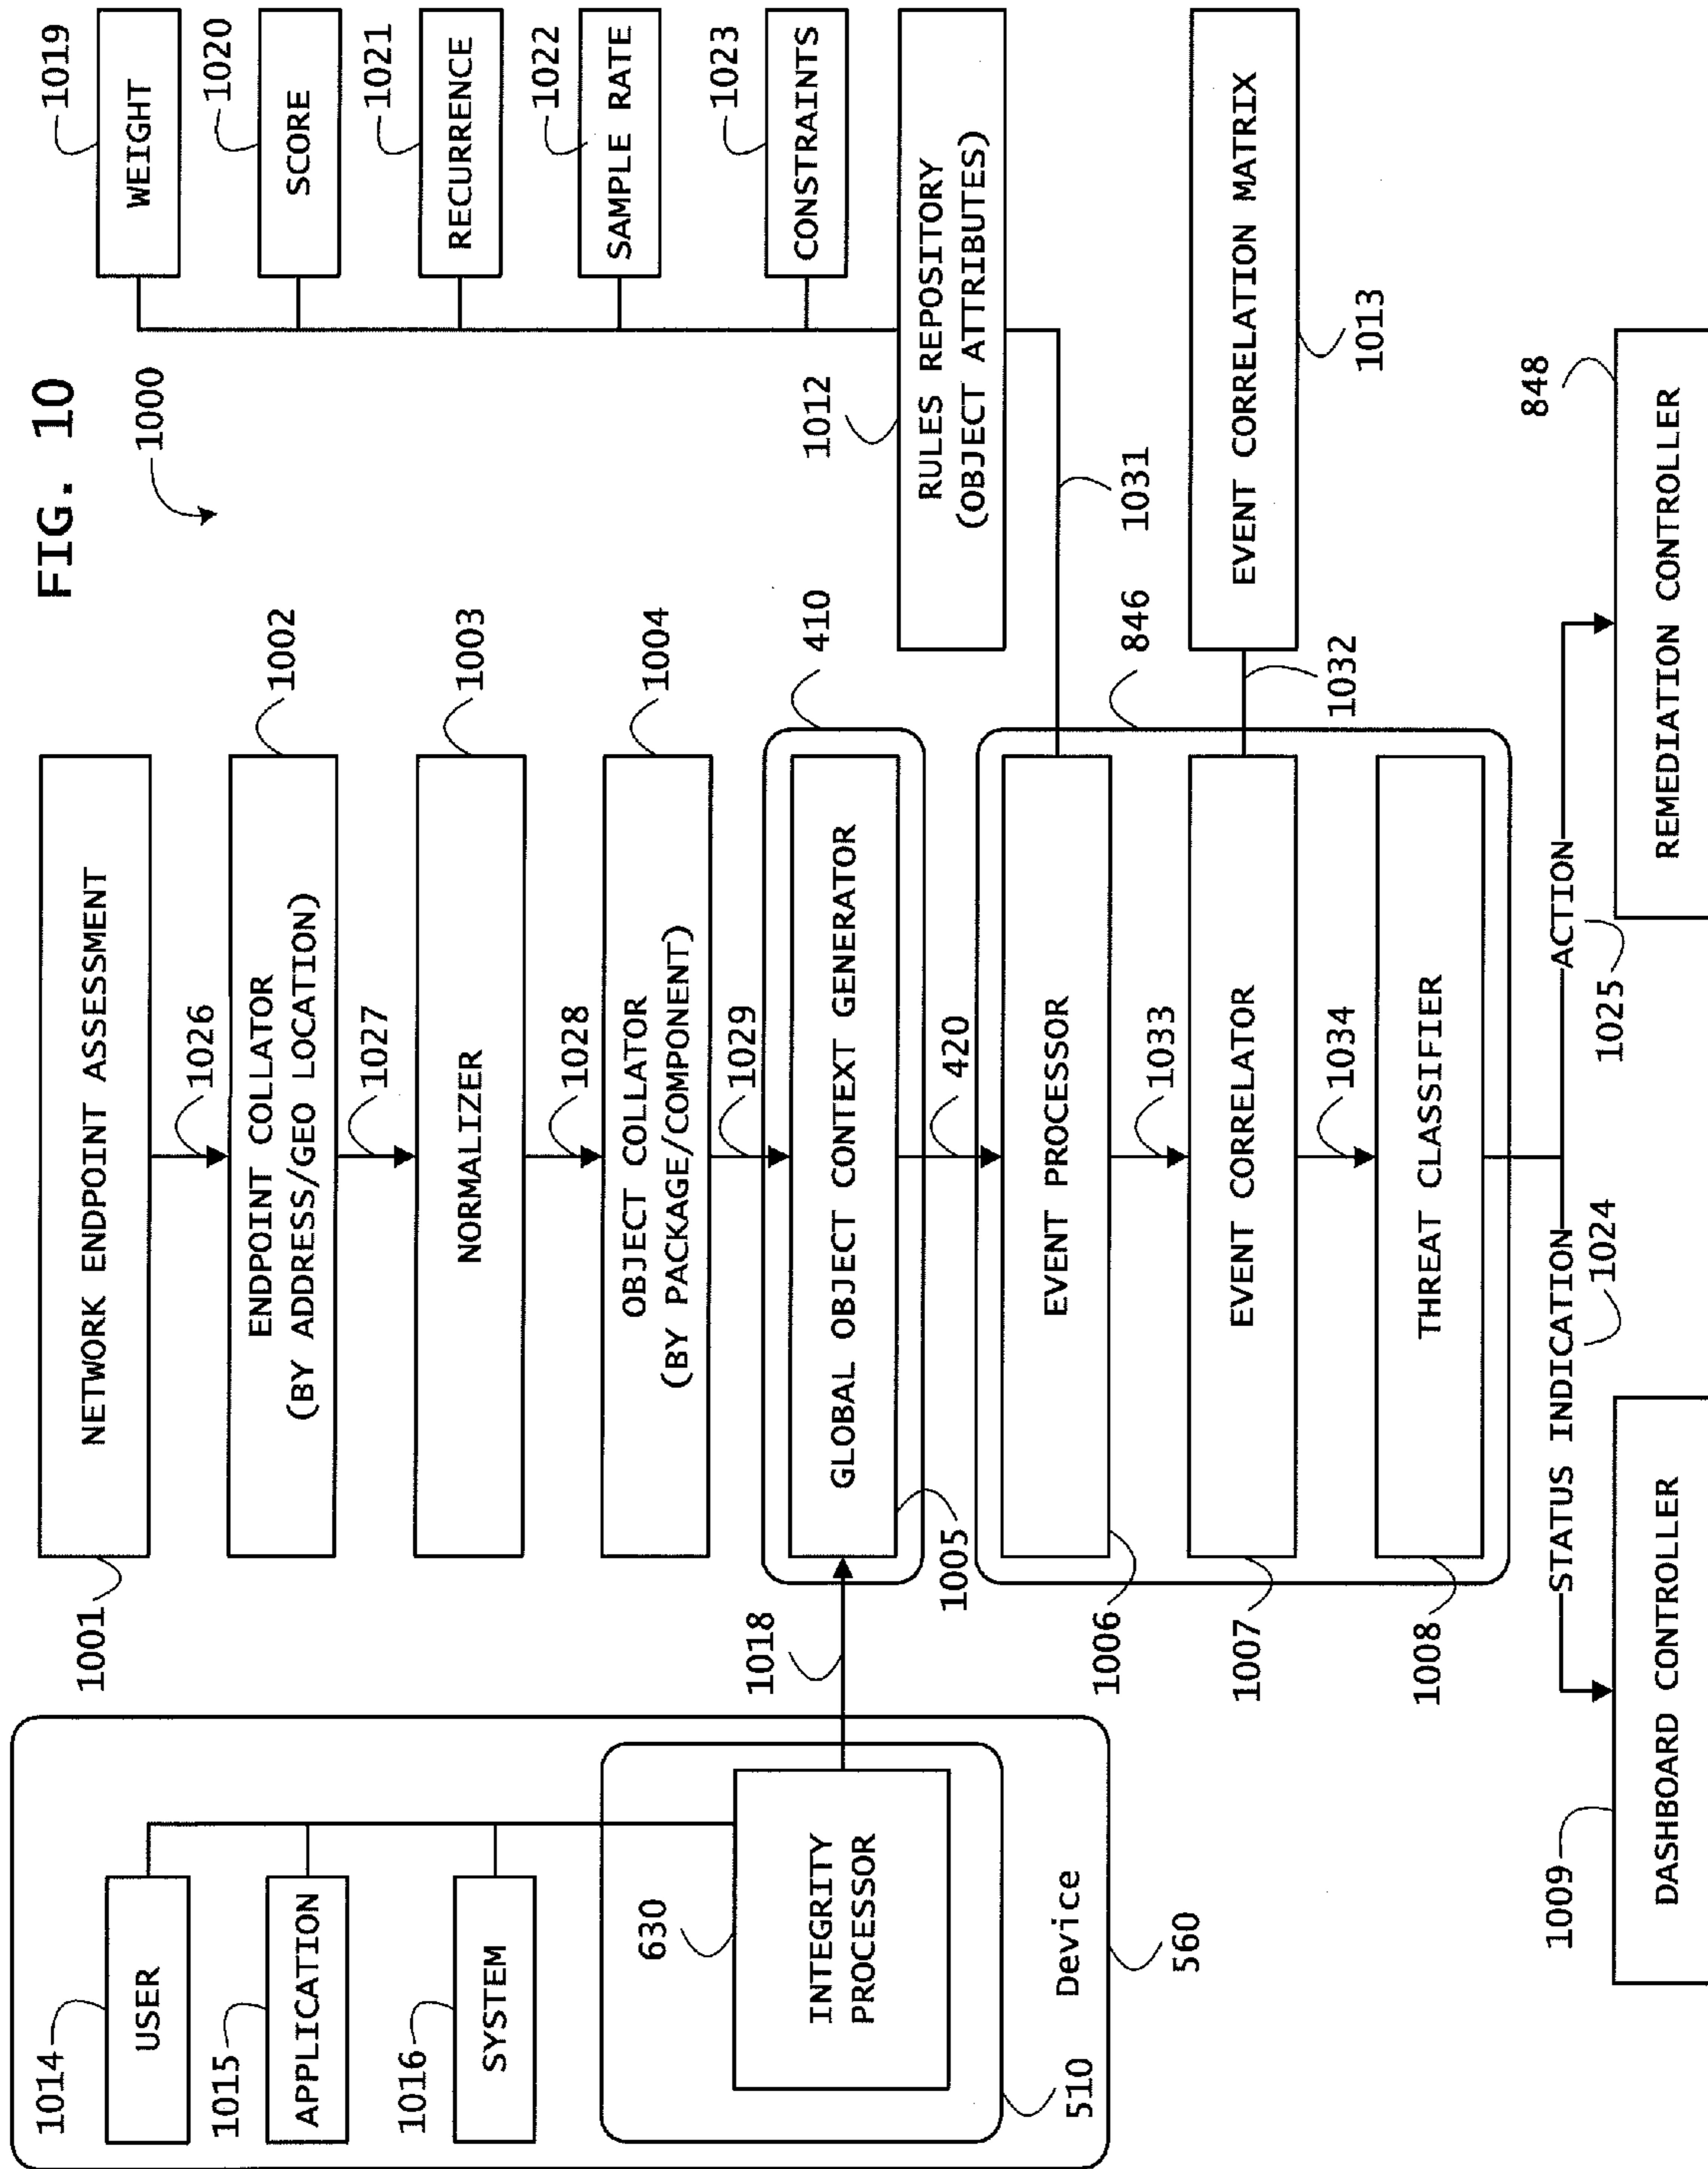 FIG. 10
1000
1014
USER
1015
APPLICATION
1016
SYSTEM
630
INTEGRITY
PROCESSOR
510
Device
560
1018
1001
NETWORK ENDPOINT ASSESSMENT
1026
1002
ENDPOINT COLLATOR
(BY ADDRESS/GEO LOCATION)
1027
1003
NORMALIZER
1028
1004
OBJECT COLLATOR
(BY PACKAGE/COMPONENT)
1029
410
GLOBAL OBJECT CONTEXT GENERATOR
1005
420
846
EVENT PROCESSOR
1006
1033
EVENT CORRELATOR
1007
1034
THREAT CLASSIFIER
1008
1019
WEIGHT
1020
SCORE
1021
RECURRENCE
1022
SAMPLE RATE
1023
CONSTRAINTS
1012
RULES REPOSITORY
(OBJECT ATTRIBUTES)
1031
EVENT CORRELATION MATRIX
1032
1013
STATUS INDICATION
1024
ACTION
1025
1009
DASHBOARD CONTROLLER
848
REMEDIATION CONTROLLER